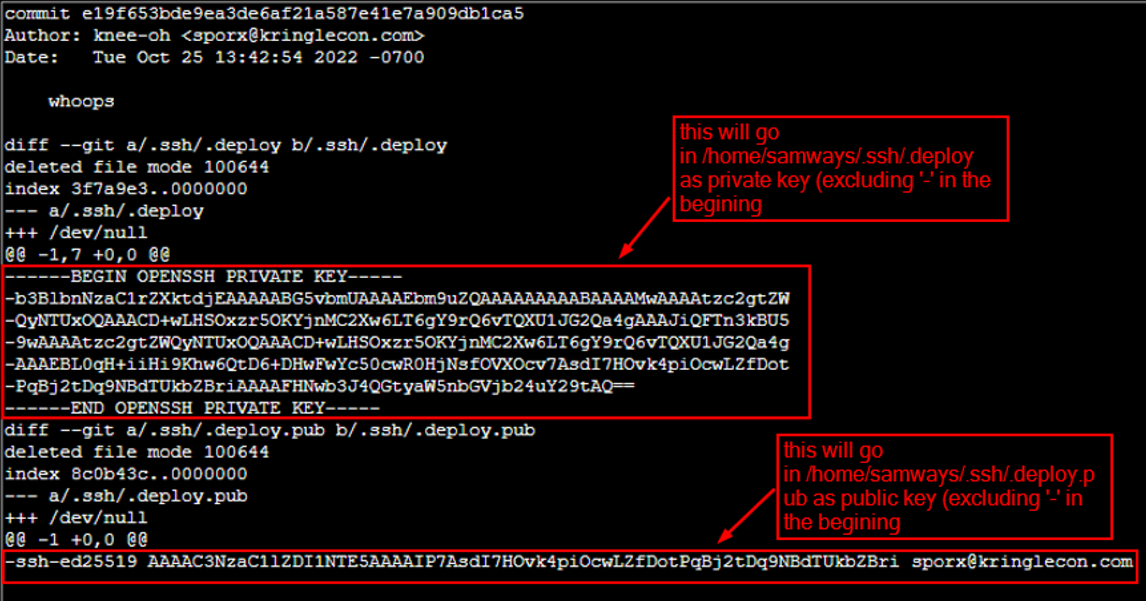 commit e19f653bde9ea3de6af21a587e41e7a909db1ca5
Author: knee-oh <sporx@kringlecon.com>
Date:   Tue Oct 25 13:42:54 2022 -0700
whoops
diff --git a/.ssh/.deploy b/.ssh/.deploy
deleted file mode 100644
index 3f7a9e3..0000000
--- a/.ssh/.deploy
+++ /dev/null
@@ -1,7 +0,0 @@
------BEGIN OPENSSH PRIVATE KEY-----
-b3BlbnNzaC1rZXktdjEAAAAABG5vbmUAAAAEbm9uZQAAAAAAAAABAAAAMwAAAAtzc2gtZW
-QyNTUxOQAAACD+wLHSOxzr5OKYjnMC2Xw6LT6gY9rQ6vTQXU1JG2Qa4gAAAJiQFTn3kBU5
-9wAAAAtzc2gtZWQyNTUxOQAAACD+wLHSOxzr5OKYjnMC2Xw6LT6gY9rQ6vTQXU1JG2Qa4g
-AAAEBL0qH+iiHi9Khw6QtD6+DHwFwYc50cwR0HjNsfOVXOcv7AsdI7HOvk4piOcwLZfDot
-PqBj2tDq9NBdTUkbZBriAAAAFHNwb3J4QGtyaW5nbGVjb24uY29tAQ==
------END OPENSSH PRIVATE KEY-----
this will go
in /home/samways/.ssh/.deploy
as private key (excluding '-' in the
begining
diff --git a/.ssh/.deploy.pub b/.ssh/.deploy.pub
deleted file mode 100644
index 8c0b43c..0000000
--- a/.ssh/.deploy.pub
+++ /dev/null
@@ -1 +0,0 @@
-ssh-ed25519 AAAAC3NzaC1lZDI1NTE5AAAAIP7AsdI7HOvk4piOcwLZfDotPqBj2tDq9NBdTUkbZBri sporx@kringlecon.com
this will go
in /home/samways/.ssh/.deploy.p
ub as public key (excluding '-' in
the begining